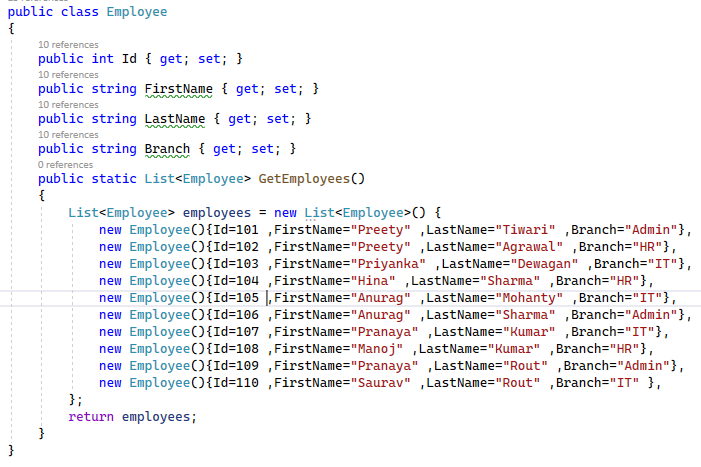 public class Employee
{
10 references
public int Id { get; set; }
10 references
public string FirstName { get; set; }
10 references
public string LastName { get; set; }
10 references
public string Branch { get; set; }
0 references
public static List<Employee> GetEmployees()
{
List<Employee> employees = new List<Employee>() {
new Employee(){Id=101 ,FirstName="Preety" ,LastName="Tiwari" ,Branch="Admin"},
new Employee(){Id=102 ,FirstName="Preety" ,LastName="Agrawal" ,Branch="HR"},
new Employee(){Id=103 ,FirstName="Priyanka" ,LastName="Dewagan" ,Branch="IT"},
new Employee(){Id=104 ,FirstName="Hina" ,LastName="Sharma" ,Branch="HR"},
new Employee(){Id=105 ,FirstName="Anurag" ,LastName="Mohanty" ,Branch="IT"},
new Employee(){Id=106 ,FirstName="Anurag" ,LastName="Sharma" ,Branch="Admin"},
new Employee(){Id=107 ,FirstName="Pranaya" ,LastName="Kumar" ,Branch="IT"},
new Employee(){Id=108 ,FirstName="Manoj" ,LastName="Kumar" ,Branch="HR"},
new Employee(){Id=109 ,FirstName="Pranaya" ,LastName="Rout" ,Branch="Admin"},
new Employee(){Id=110 ,FirstName="Saurav" ,LastName="Rout" ,Branch="IT" },
};
return employees;
}
}